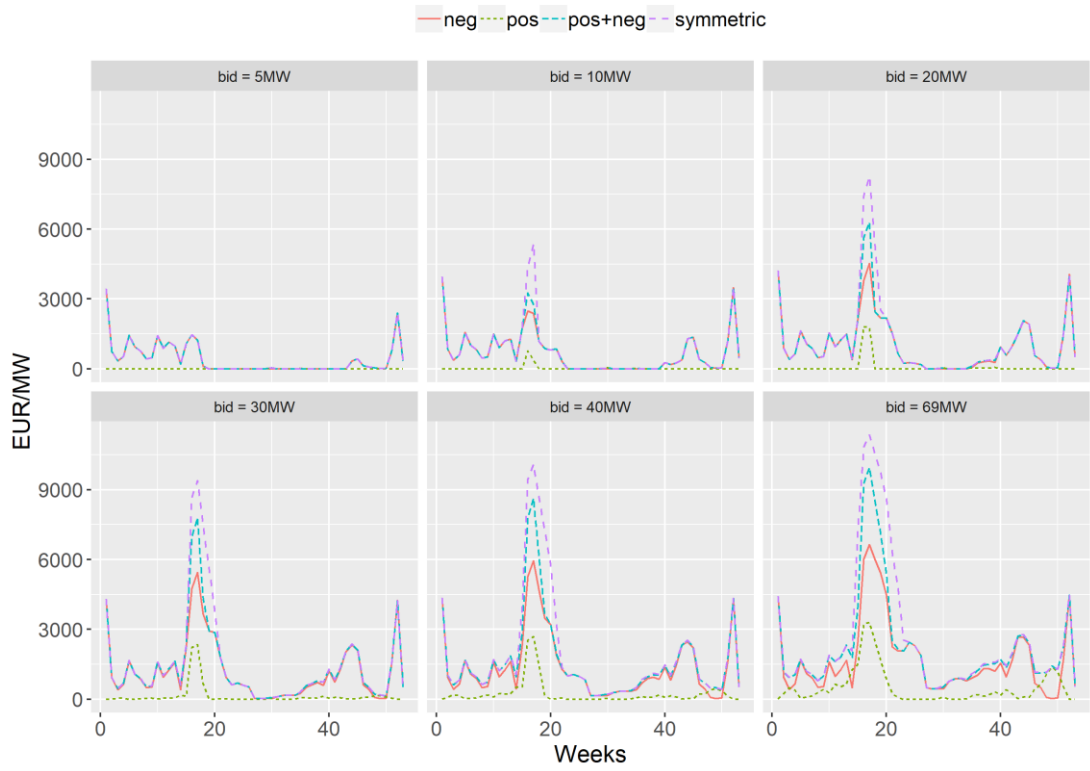 neg pos pos+neg symmetric
bid = 5MW bid = 10MW bid = 20MW
9000
6000
3000
0
EUR/MW
bid = 30MW bid = 40MW bid = 69MW
9000
6000
3000
0
0 20 40 0 20 40 0 20 40
Weeks